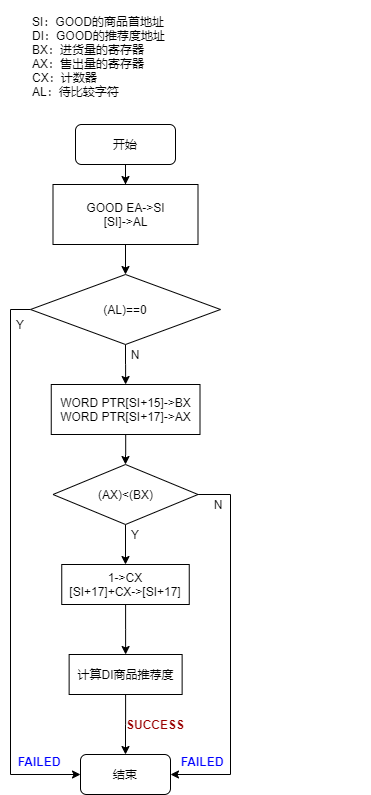 SI：GOOD的商品首地址
DI：GOOD的推荐度地址
BX：进货量的寄存器
AX：售出量的寄存器
CX：计数器
AL：待比较字符
开始
GOOD EA->SI
[SI]->AL
(AL)==0
Y
N
WORD PTR[SI+15]->BX
WORD PTR[SI+17]->AX
(AX)<(BX)
N
Y
1->CX
[SI+17]+CX->[SI+17]
计算DI商品推荐度
SUCCESS
FAILED
FAILED
结束